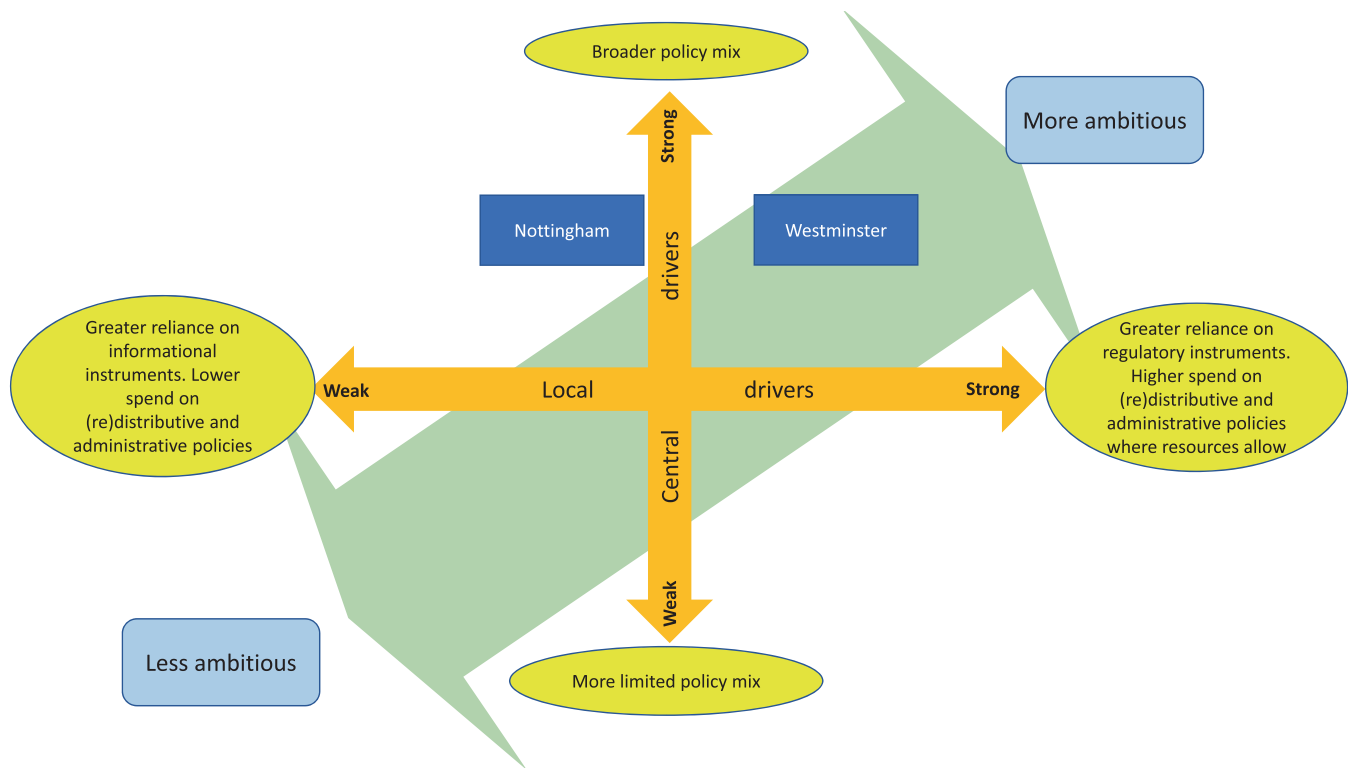 Broader policy mix
More ambitious
Strong
Nottingham
Westminster
drivers
Greater reliance on
informational
instruments. Lower
spend on
(re)distributive and
administrative policies
Weak
Local
drivers
Strong
Greater reliance on
regulatory instruments.
Higher spend on
(re)distributive and
administrative policies
where resources allow
Central
Weak
Less ambitious
More limited policy mix